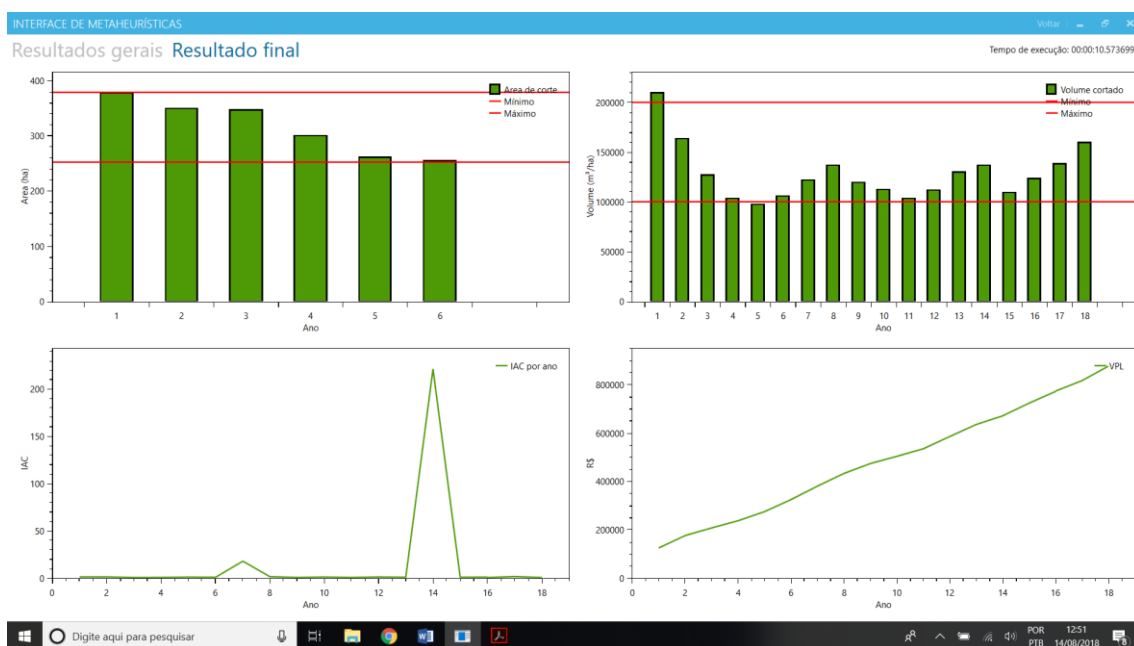 INTERFACE DE METAHEURÍSTICAS
Voltar
Resultados gerais Resultado final
Tempo de execução: 00:00:10.573699
Area de corte
Mínimo
Máximo
400
300
200
100
0
Area (ha)
1 2 3 4 5 6
Ano
Volume cortado
Mínimo
Máximo
200000
150000
100000
50000
0
Volume (m³/ha)
1 2 3 4 5 6 7 8 9 10 11 12 13 14 15 16 17 18
Ano
IAC por ano
200
150
100
50
0
IAC
0 2 4 6 8 10 12 14 16 18
Ano
VPL
800000
600000
400000
200000
0
R$
0 2 4 6 8 10 12 14 16 18
Ano
Digite aqui para pesquisar
POR
PTB
12:51
14/08/2018
8